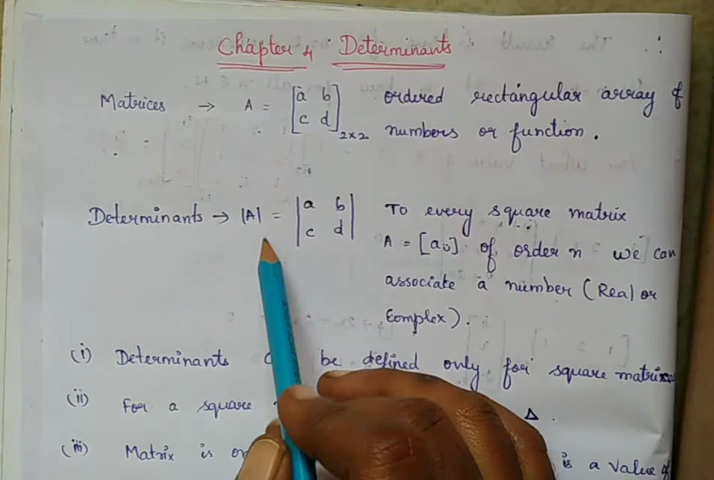 Chapter 4 Determinants
Matrices → A = [a b
c d]2×2 ordered rectangular array of
numbers or function.
Determinants → |A| = |a b
c d| To every square matrix
A = [aij] of order n we can
associate a number (Real or
Complex).
(i) Determinants be defined only for square matrix
(ii) For a square Δ.
(iii) Matrix is is a value of